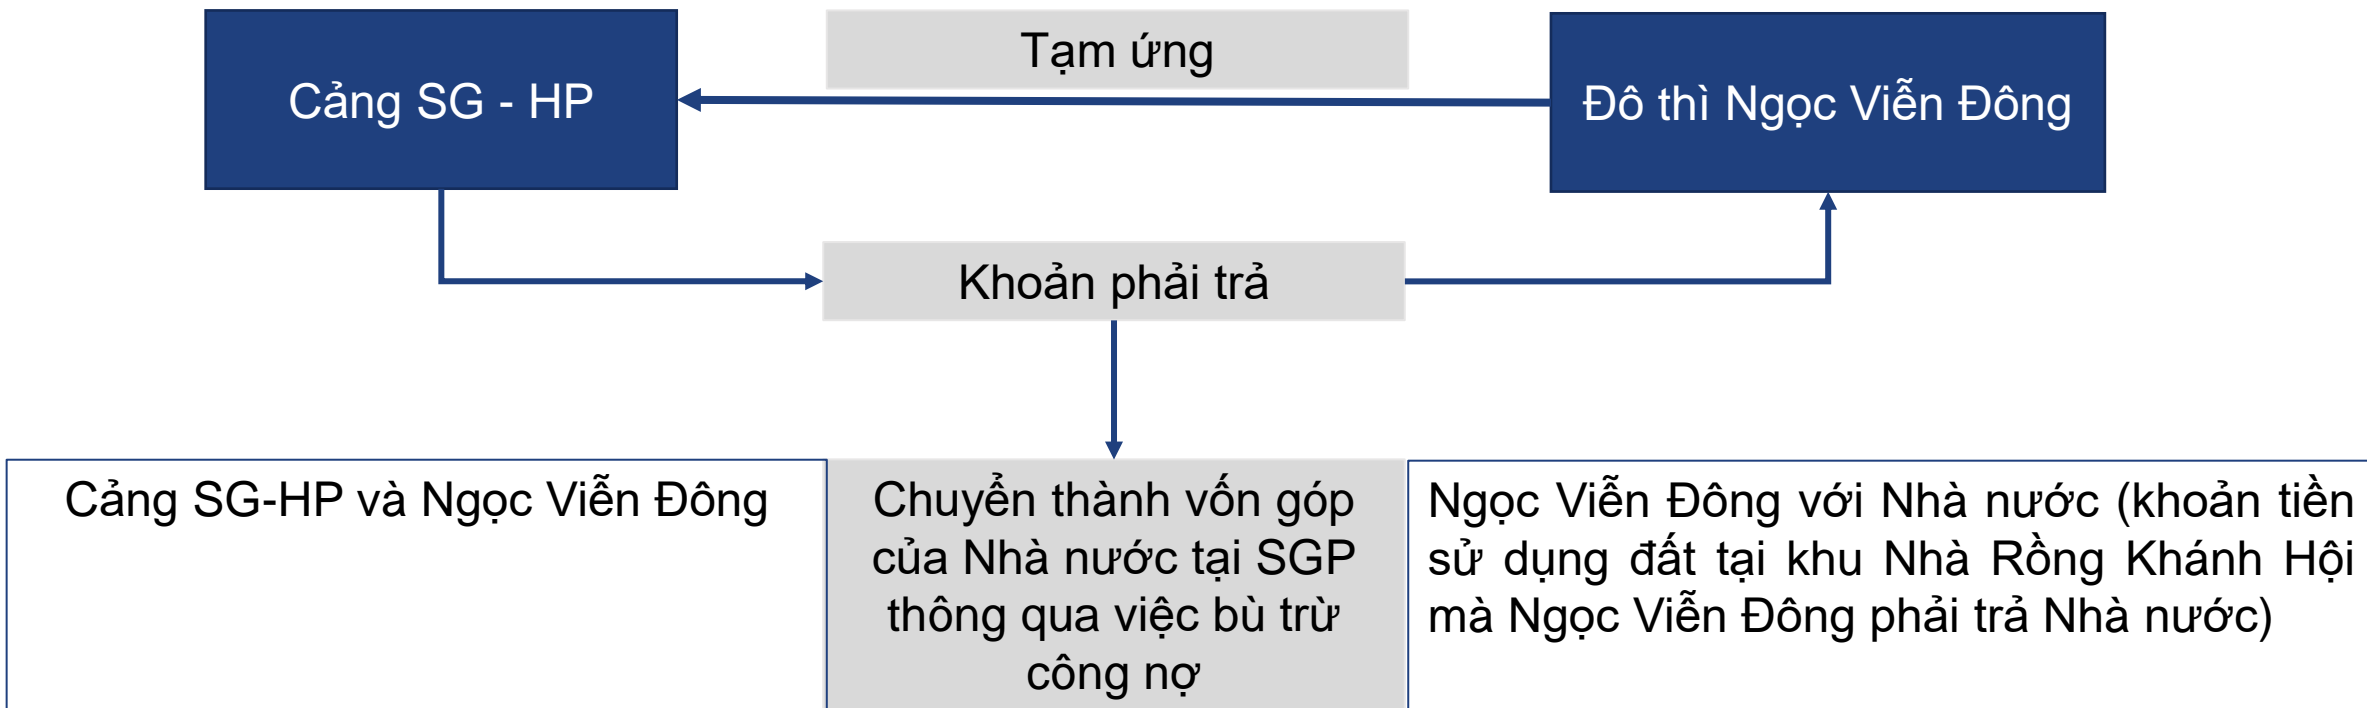 Tạm ứng
Cảng SG - HP
Đô thì Ngọc Viễn Đông
Khoản phải trả
Cảng SG-HP và Ngọc Viễn Đông
Chuyển thành vốn góp
của Nhà nước tại SGP
thông qua việc bù trừ
công nợ
Ngọc Viễn Đông với Nhà nước (khoản tiền
sử dụng đất tại khu Nhà Rồng Khánh Hội
mà Ngọc Viễn Đông phải trả Nhà nước)